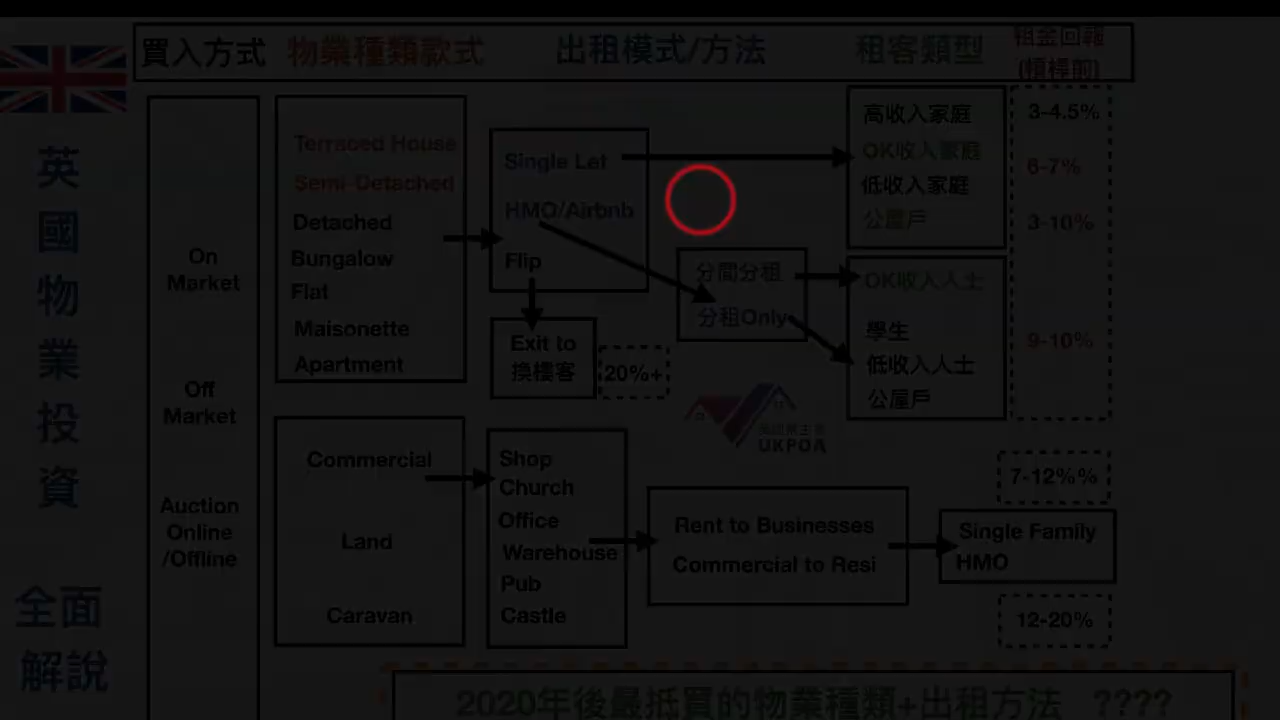 買入方式
物業種類款式
出租模式/方法
租客類型
租金回報
(槓桿前)
英
國
物
業
投
資
全面
解說
On
Market
Off
Market
Auction
Online
/Offline
Terrsced House
Semi-Detached
Detached
Bungalow
Flat
Maisonette
Apartment
Single Let
HMO/Airbnb
Flip
Exit to
換樓客
20%+
分間分租
分租Only
高收入家庭
OK收入家庭
低收入家庭
公屋戶
3-4.5%
6-7%
3-10%
OK收入人士
學生
低收入人士
公屋戶
9-10%
英國業主會
UKPOA
Commercial
Land
Caravan
Shop
Church
Office
Warehouse
Pub
Castle
Rent to Businesses
Commercial to Resi
7-12%%
Single Family
HMO
12-20%
2020年後最抵買的物業種類+出租方法 ????